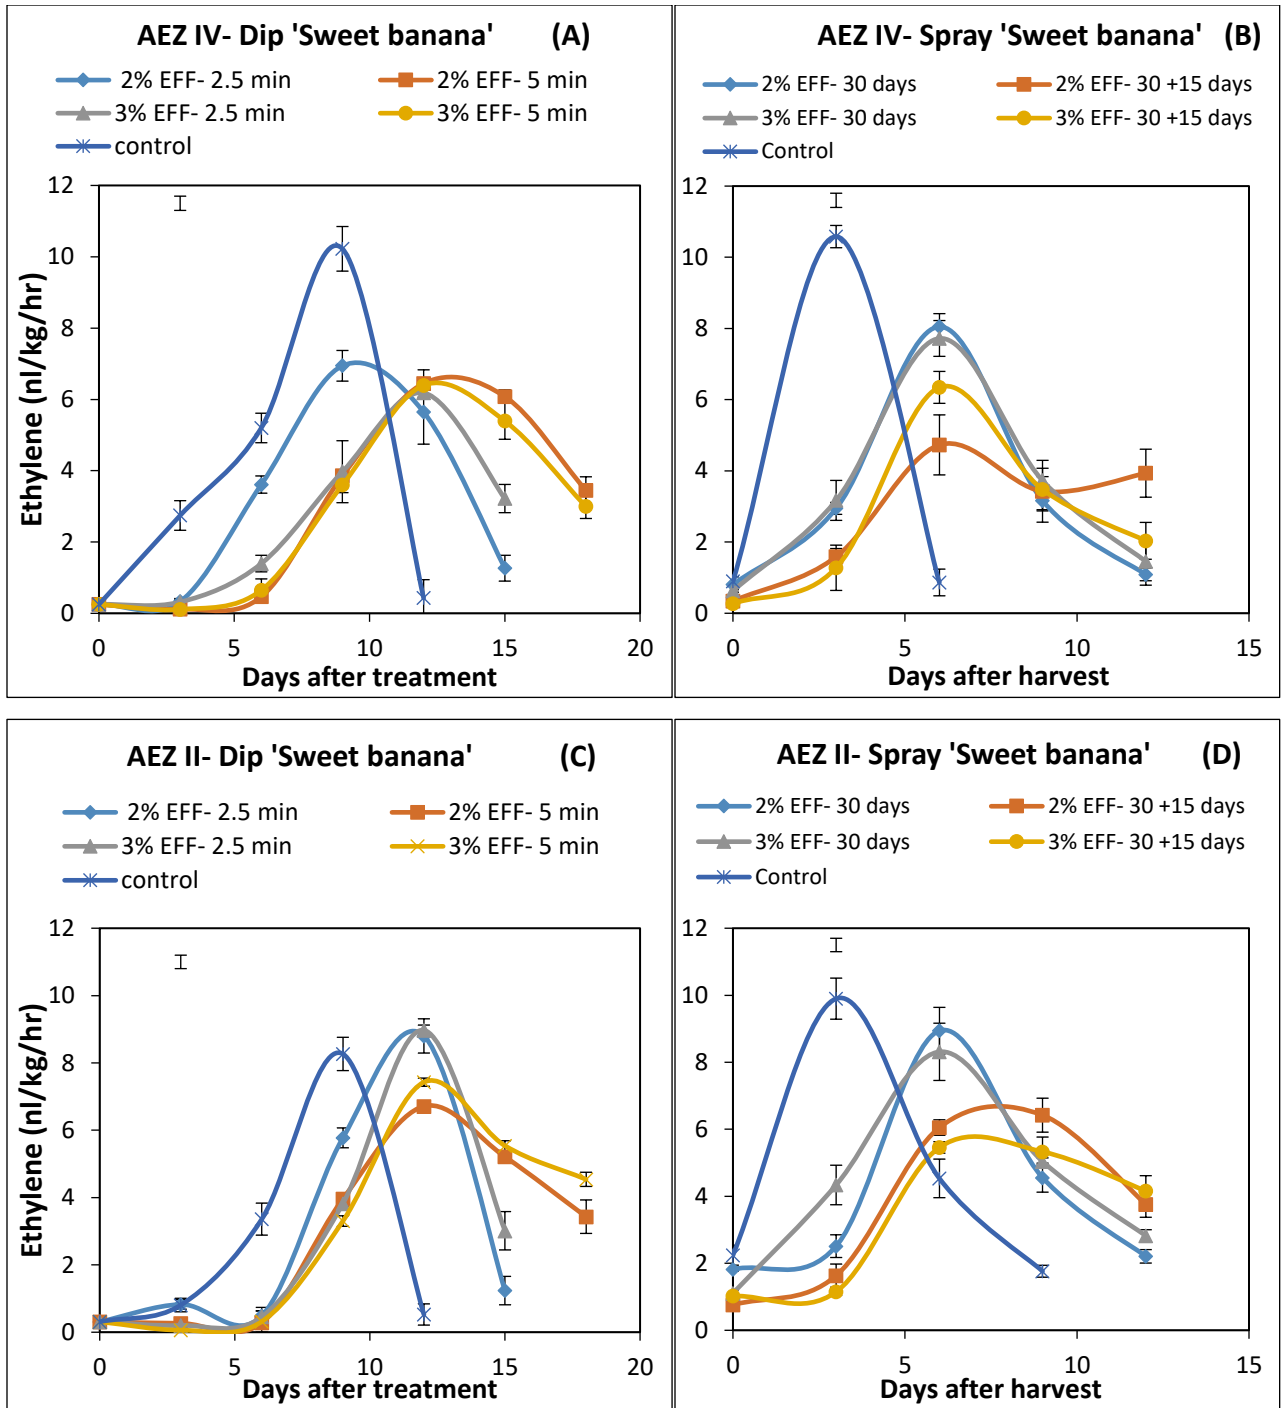 AEZ IV- Dip 'Sweet banana' (A)
2% EFF- 2.5 min 2% EFF- 5 min
3% EFF- 2.5 min 3% EFF- 5 min
control
12
10
8
6
4
2
0
Ethylene (nl/kg/hr)
0 5 10 15 20
Days after treatment
AEZ IV- Spray 'Sweet banana' (B)
2% EFF- 30 days 2% EFF- 30 +15 days
3% EFF- 30 days 3% EFF- 30 +15 days
Control
12
10
8
6
4
2
0
0 5 10 15
Days after harvest
AEZ II- Dip 'Sweet banana' (C)
2% EFF- 2.5 min 2% EFF- 5 min
3% EFF- 2.5 min 3% EFF- 5 min
control
12
10
8
6
4
2
0
Ethylene (nl/kg/hr)
0 5 10 15 20
Days after treatment
AEZ II- Spray 'Sweet banana' (D)
2% EFF- 30 days 2% EFF- 30 +15 days
3% EFF- 30 days 3% EFF- 30 +15 days
Control
12
10
8
6
4
2
0
0 5 10 15
Days after harvest